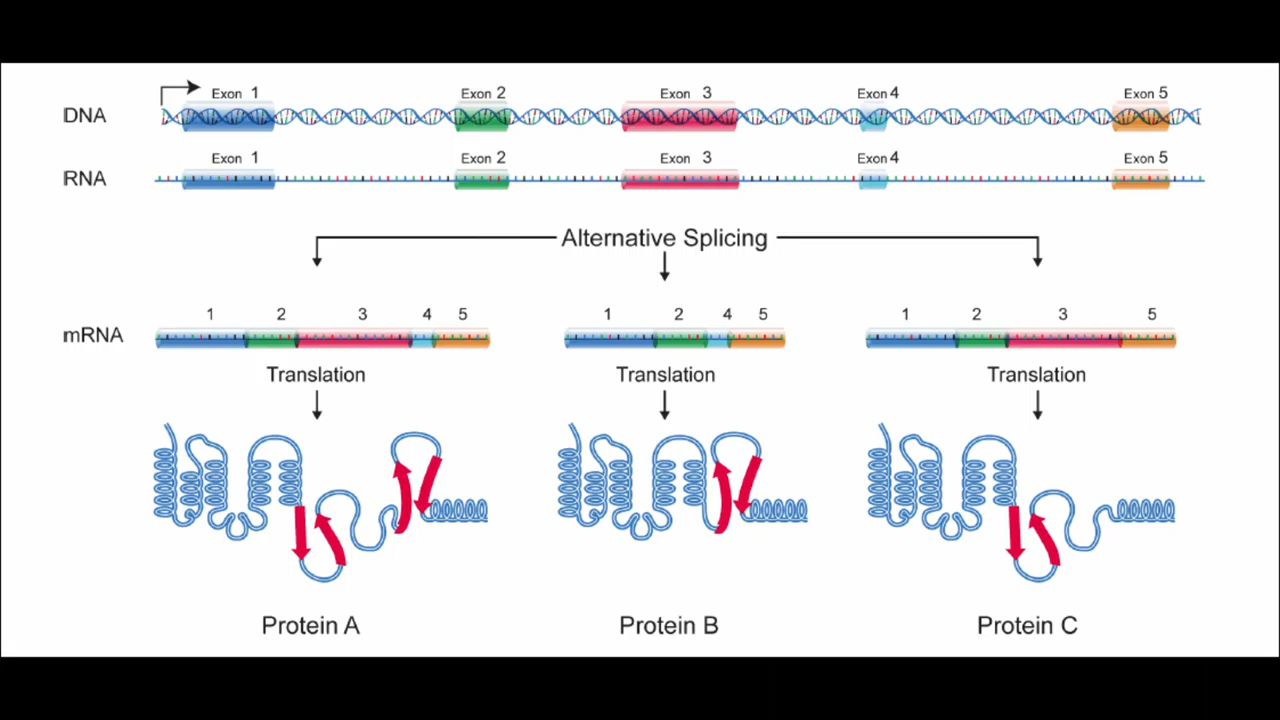 Exon 1 Exon 2 Exon 3 Exon 4 Exon 5
DNA
Exon 1 Exon 2 Exon 3 Exon 4 Exon 5
RNA
Alternative Splicing
1 2 3 4 5 1 2 4 5 1 2 3 5
mRNA
Translation Translation Translation
Protein A Protein B Protein C